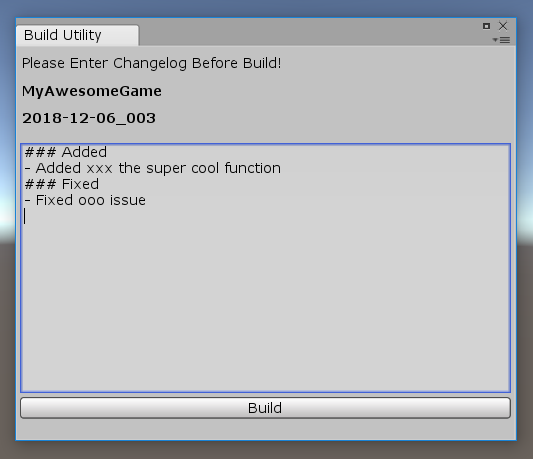 Build Utility
Please Enter Changelog Before Build!
MyAwesomeGame
2018-12-06_003
### Added
- Added xxx the super cool function
### Fixed
- Fixed ooo issue
Build